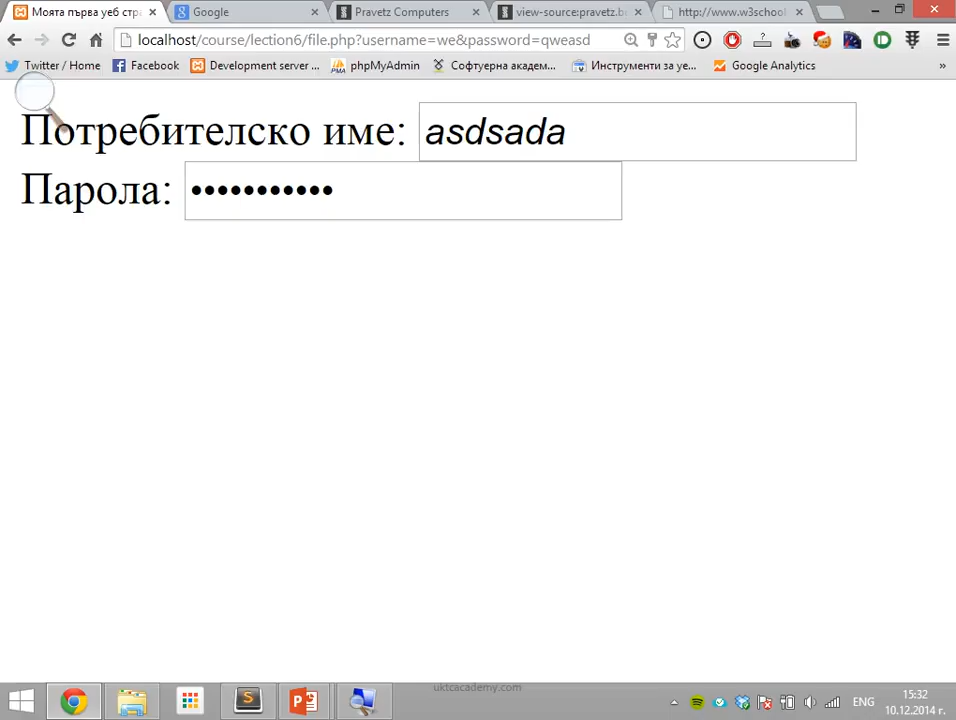 Моята първа уеб стра
Google
Pravetz Computers
view-source:pravetz.b
http://www.w3school
localhost/course/lection6/file.php?username=we&password=qweasd
Twitter / Home
Facebook
Development server ...
phpMyAdmin
Софтуерна академ...
Инструменти за уе...
Google Analytics
»
Потребителско име: asdsada
Парола: •••••••••••
uktcacademy.com
ENG
15:32
10.12.2014 г.